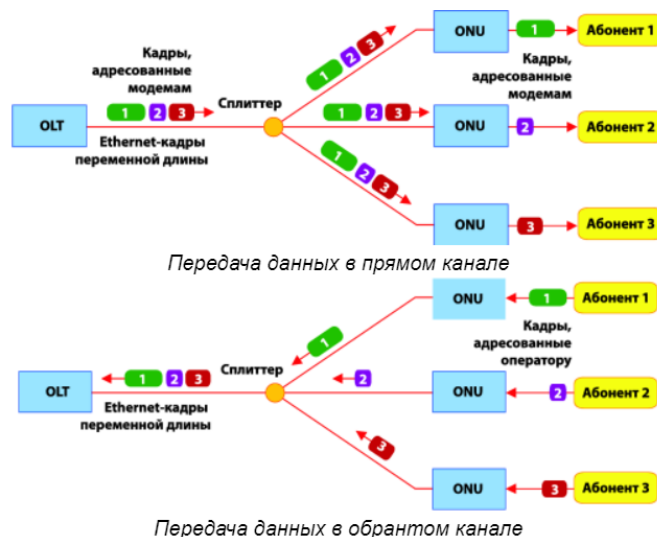 ONU
1
Абонент 1
1 2 3
Кадры,
адресованные
модемам
Кадры,
адресованные
модемам
Сплиттер
OLT
1 2 3
1 2 3
ONU
2
Абонент 2
Ethernet-кадры
переменной длины
1 2 3
ONU
3
Абонент 3
Передача данных в прямом канале
ONU
1
Абонент 1
1
Кадры,
адресованные
оператору
Сплиттер
OLT
1 2 3
2
ONU
2
Абонент 2
Ethernet-кадры
переменной длины
3
ONU
3
Абонент 3
Передача данных в обрантом канале